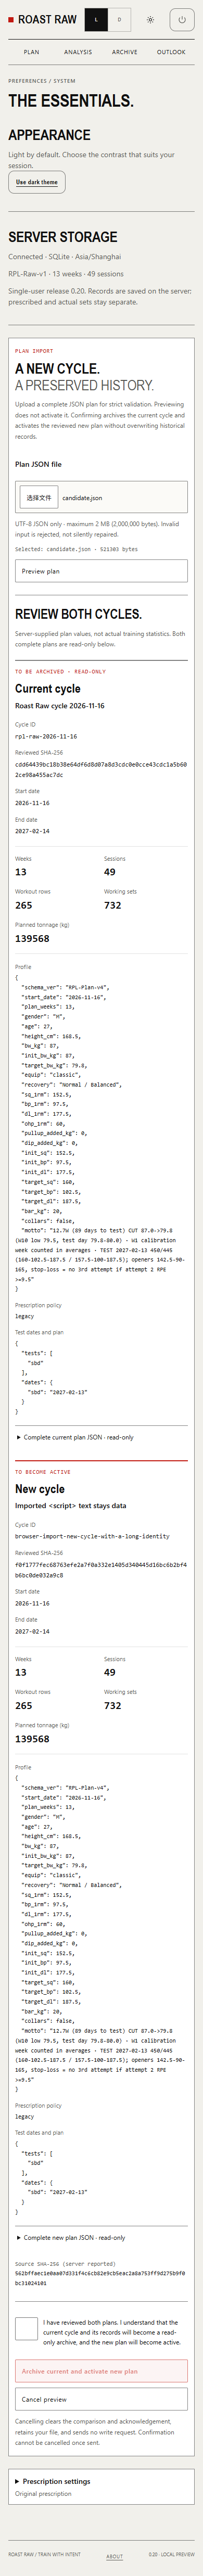 ROAST RAW
L
D
PLAN
ANALYSIS
ARCHIVE
OUTLOOK
PREFERENCES / SYSTEM
THE ESSENTIALS.
APPEARANCE
Light by default. Choose the contrast that suits your
session.
Use dark theme
SERVER STORAGE
Connected · SQLite · Asia/Shanghai
RPL-Raw-v1 · 13 weeks · 49 sessions
Single-user release 0.20. Records are saved on the server;
prescribed and actual sets stay separate.
PLAN IMPORT
A NEW CYCLE.
A PRESERVED HISTORY.
Upload a complete JSON plan for strict validation. Previewing
does not activate it. Confirming archives the current cycle and
activates the reviewed new plan without overwriting historical
records.
Plan JSON file
选择文件
candidate.json
UTF-8 JSON only · maximum 2 MB (2,000,000 bytes). Invalid
input is rejected, not silently repaired.
Selected: candidate.json · 521303 bytes
Preview plan
REVIEW BOTH CYCLES.
Server-supplied plan values, not actual training statistics. Both
complete plans are read-only below.
TO BE ARCHIVED · READ-ONLY
Current cycle
Roast Raw cycle 2026-11-16
Cycle ID
rpl-raw-2026-11-16
Reviewed SHA-256
Start date
2026-11-16
End date
2027-02-14
Weeks
Sessions
13
49
Workout rows
Working sets
265
732
Planned tonnage (kg)
139568
Profile
{
"schema_ver": "RPL-Plan-v4",
"start_date": "2026-11-16",
"plan_weeks": 13,
"gender": "M",
"age": 27,
"height_cm": 168.5,
"bw_kg": 87,
"init_bw_kg": 87,
"target_bw_kg": 79.8,
"equip": "classic",
"recovery": "Normal / Balanced",
"sq_1rm": 152.5,
"bp_1rm": 97.5,
"dl_1rm": 177.5,
"ohp_1rm": 60,
"pullup_added_kg": 0,
"dip_added_kg": 0,
"init_sq": 152.5,
"init_bp": 97.5,
"init_dl": 177.5,
"target_sq": 160,
"target_bp": 102.5,
"target_dl": 187.5,
"bar_kg": 20,
"collars": false,
"motto": "12.7W (89 days to test) CUT 87.0->79.8
(W10 low 79.5, test day 79.8-80.0) · W1 calibration
week counted in averages · TEST 2027-02-13 450/445
(160-102.5-187.5 / 157.5-100-187.5); openers 142.5-90-
165, stop-loss = no 3rd attempt if attempt 2 RPE
>=9.5"
}
Prescription policy
legacy
Test dates and plan
{
"tests": [
"sbd"
],
"dates": {
"sbd": "2027-02-13"
}
}
Complete current plan JSON · read-only
TO BECOME ACTIVE
New cycle
Imported <script> text stays data
Cycle ID
browser-import-new-cycle-with-a-long-identity
Reviewed SHA-256
Start date
2026-11-16
End date
2027-02-14
Weeks
Sessions
13
49
Workout rows
Working sets
265
732
Planned tonnage (kg)
139568
Profile
{
"schema_ver": "RPL-Plan-v4",
"start_date": "2026-11-16",
"plan_weeks": 13,
"gender": "M",
"age": 27,
"height_cm": 168.5,
"bw_kg": 87,
"init_bw_kg": 87,
"target_bw_kg": 79.8,
"equip": "classic",
"recovery": "Normal / Balanced",
"sq_1rm": 152.5,
"bp_1rm": 97.5,
"dl_1rm": 177.5,
"ohp_1rm": 60,
"pullup_added_kg": 0,
"dip_added_kg": 0,
"init_sq": 152.5,
"init_bp": 97.5,
"init_dl": 177.5,
"target_sq": 160,
"target_bp": 102.5,
"target_dl": 187.5,
"bar_kg": 20,
"collars": false,
"motto": "12.7W (89 days to test) CUT 87.0->79.8
(W10 low 79.5, test day 79.8-80.0) · W1 calibration
week counted in averages · TEST 2027-02-13 450/445
(160-102.5-187.5 / 157.5-100-187.5); openers 142.5-90-
165, stop-loss = no 3rd attempt if attempt 2 RPE
>=9.5"
}
Prescription policy
legacy
Test dates and plan
{
"tests": [
"sbd"
],
"dates": {
"sbd": "2027-02-13"
}
}
Complete new plan JSON · read-only
Source SHA-256 (server reported)
I have reviewed both plans. I understand that the
current cycle and its records will become a read-
only archive, and the new plan will become active.
Archive current and activate new plan
Cancel preview
Cancelling clears the comparison and acknowledgement,
retains your file, and sends no write request. Confirmation
cannot be cancelled once sent.
Prescription settings
Original prescription
ROAST RAW / TRAIN WITH INTENT
ABOUT
0.20 · LOCAL PREVIEW